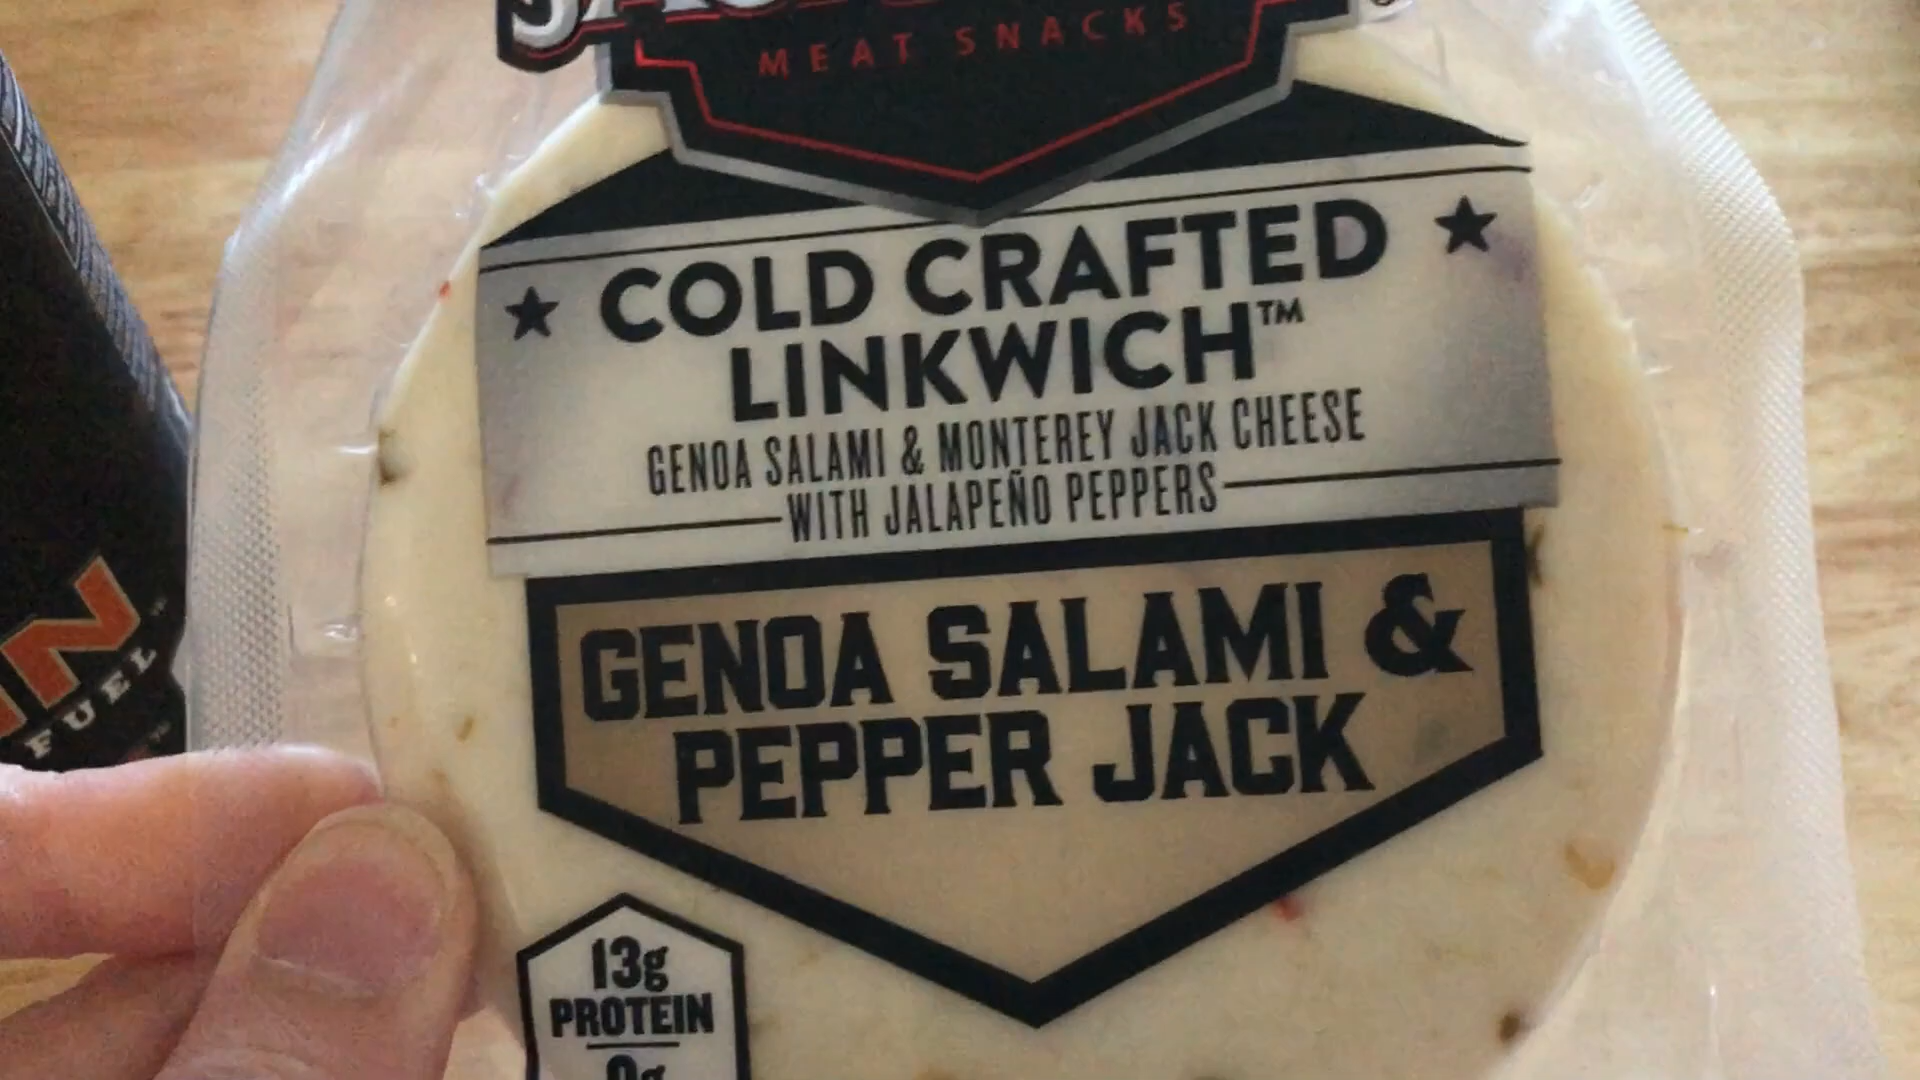 MEAT SNACKS
COLD CRAFTED
LINKWICH™
GENOA SALAMI & MONTEREY JACK CHEESE
WITH JALAPEÑO PEPPERS
GENOA SALAMI &
PEPPER JACK
13g
PROTEIN
FUEL